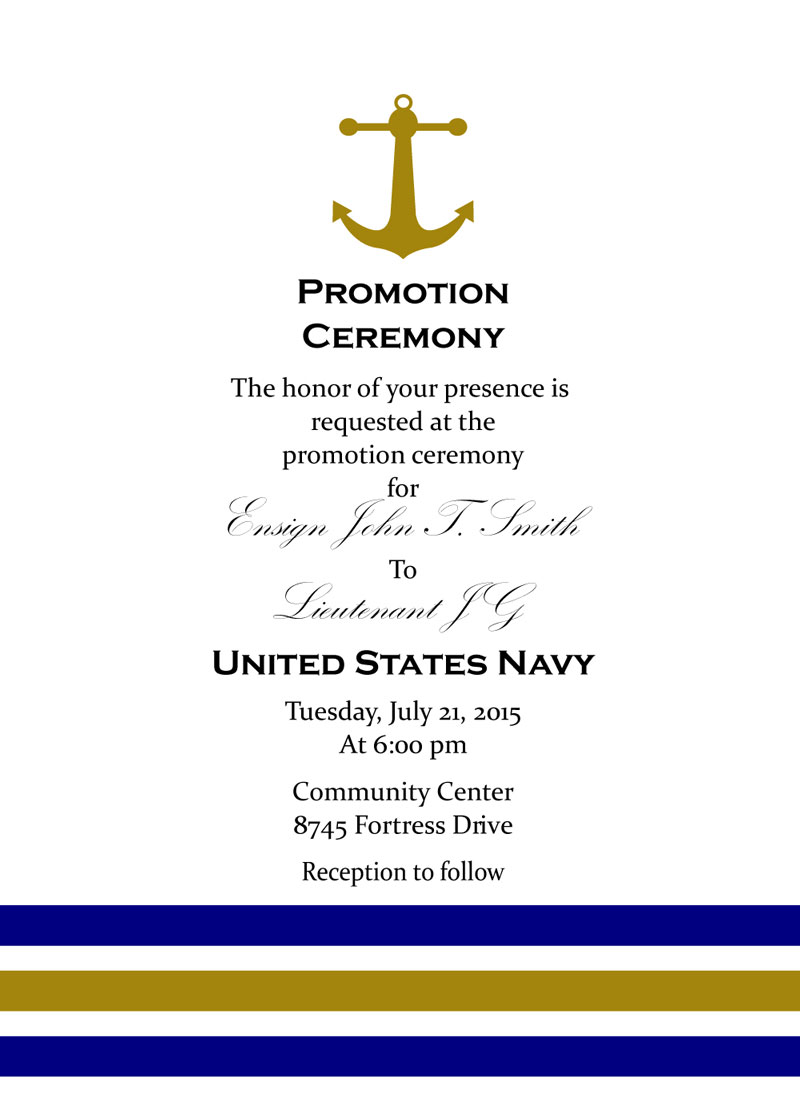 Promotion
Ceremony
The honor of your presence is
requested at the
promotion ceremony
for
Ensign John T. Smith
To
Lieutenant JG
United States Navy
Tuesday, July 21, 2015
At 6:00 pm
Community Center
8745 Fortress Drive
Reception to follow